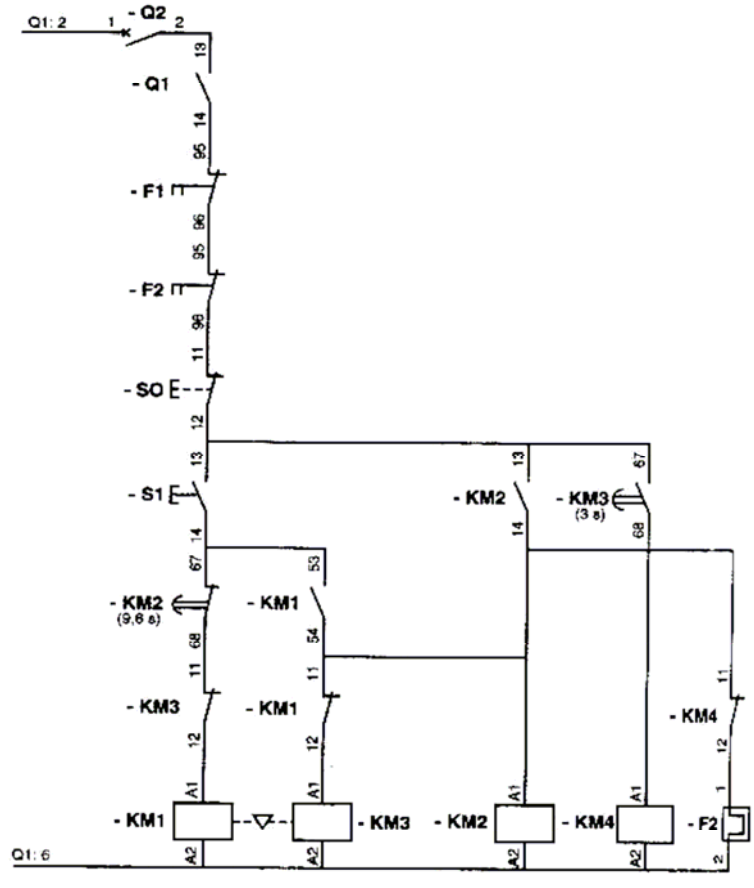 - Q2
Q1: 2 1 2
13
- Q1
14
95
- F1
96
95
- F2
96
11
- SO
12
13 13 67
- S1 - KM2 - KM3
(3 s)
14 14 68
67 53
- KM2 - KM1
(9,6 s)
68 54
11 11 11
- KM3 - KM1 - KM4
12 12 12
A1 A1 A1 A1 1
- KM1 - KM3 - KM2 - KM4 - F2
A2 A2 A2 A2 2
Q1: 6